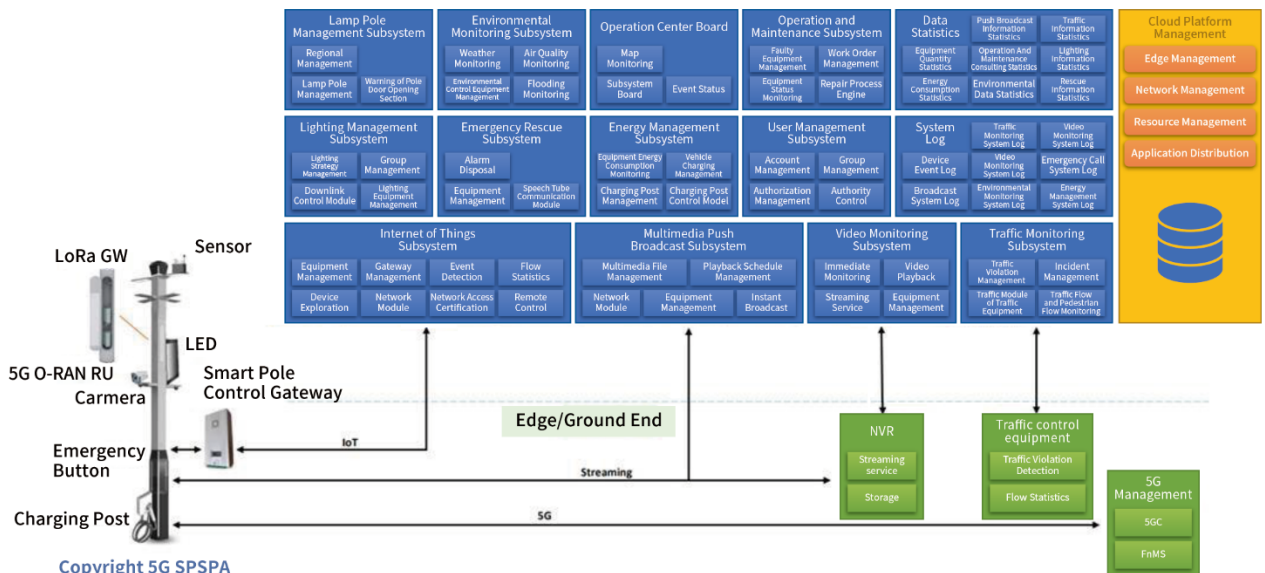 Lamp Pole
Management Subsystem
Regional
Management
Lamp Pole
Management
Warning of Pole
Door Opening
Section
Environmental
Monitoring Subsystem
Weather
Monitoring
Air Quality
Monitoring
Environmental
Control Equipment
Management
Flooding
Monitoring
Operation Center Board
Map
Monitoring
Subsystem
Board
Event Status
Operation and
Maintenance Subsystem
Faulty
Equipment
Management
Work Order
Management
Equipment
Status
Monitoring
Repair Process
Engine
Data
Statistics
Push Broadcast
Information
Statistics
Traffic
Information
Statistics
Equipment
Quantity
Statistics
Operation And
Maintenance
Consulting Statistics
Lighting
Information
Statistics
Energy
Consumption
Statistics
Environmental
Data Statistics
Rescue
Information
Statistics
Cloud Platform
Management
Edge Management
Network Management
Resource Management
Application Distribution
Lighting Management
Subsystem
Lighting
Strategy
Management
Group
Management
Downlink
Control Module
Lighting
Equipment
Management
Emergency Rescue
Subsystem
Alarm
Disposal
Equipment
Management
Speech Tube
Communication
Module
Energy Management
Subsystem
Equipment Energy
Consumption
Monitoring
Vehicle
Charging
Management
Charging Post
Management
Charging Post
Control Model
User Management
Subsystem
Account
Management
Group
Management
Authorization
Management
Authority
Control
System
Log
Traffic
Monitoring
System Log
Video
Monitoring
System Log
Device
Event Log
Video
Monitoring
System Log
Emergency Call
System Log
Broadcast
System Log
Environmental
Monitoring
System Log
Energy
Management
System Log
Internet of Things
Subsystem
Equipment
Management
Gateway
Management
Event
Detection
Flow
Statistics
Device
Exploration
Network
Module
Network Access
Certification
Remote
Control
Multimedia Push
Broadcast Subsystem
Multimedia File
Management
Playback Schedule
Management
Network
Module
Equipment
Management
Instant
Broadcast
Video Monitoring
Subsystem
Immediate
Monitoring
Video
Playback
Streaming
Service
Equipment
Management
Traffic Monitoring
Subsystem
Traffic
Violation
Management
Incident
Management
Traffic Module
of Traffic
Equipment
Traffic Flow
and Pedestrian
Flow Monitoring
Sensor
LoRa GW
LED
5G O-RAN RU
Carmera
Smart Pole
Control Gateway
Emergency
Button
Charging Post
Edge/Ground End
IoT
Streaming
5G
NVR
Streaming
service
Storage
Traffic control
equipment
Traffic Violation
Detection
Flow Statistics
5G
Management
5GC
FnMS
Copyright 5G SPSPA